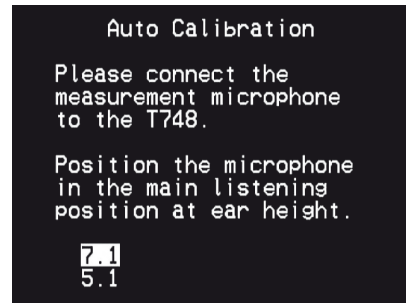 Auto Calibration
Please connect the
measurement microphone
to the T748.
Position the microphone
in the main listening
position at ear height.
7.1
5.1